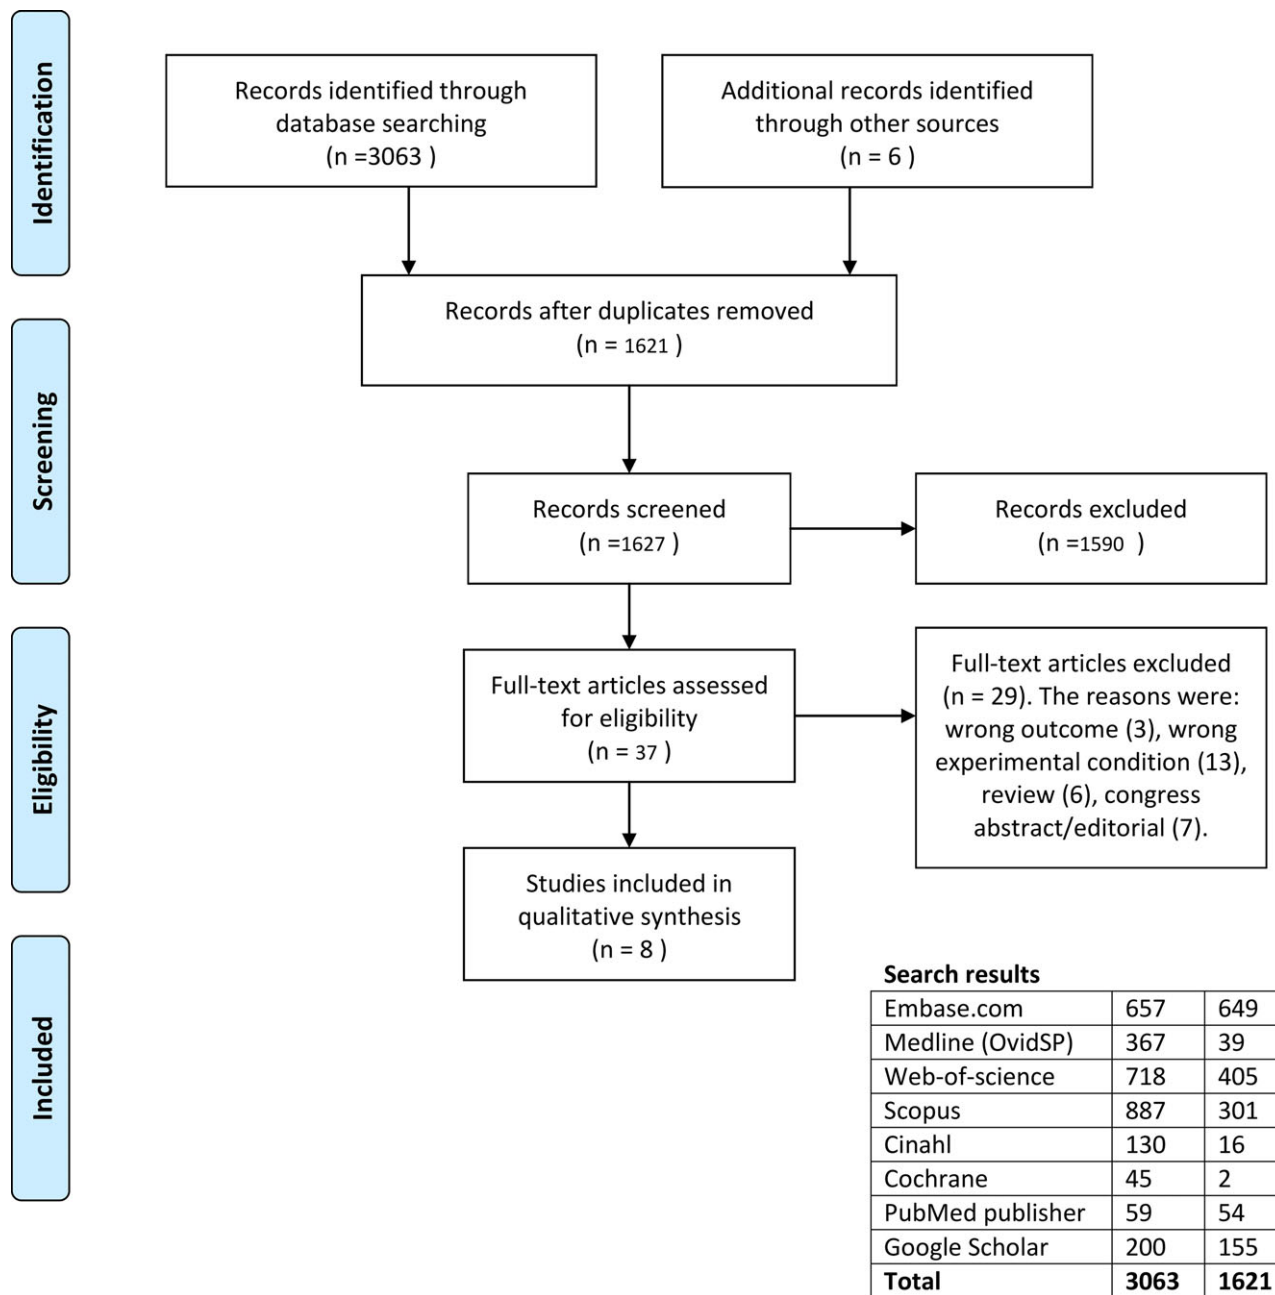 Identification
Records identified through
database searching
(n =3063 )
Additional records identified
through other sources
(n = 6 )
Records after duplicates removed
(n = 1621 )
Screening
Records screened
(n =1627 )
Records excluded
(n =1590 )
Eligibility
Full-text articles assessed
for eligibility
(n = 37 )
Full-text articles excluded
(n = 29). The reasons were:
wrong outcome (3), wrong
experimental condition (13),
review (6), congress
abstract/editorial (7).
Studies included in
qualitative synthesis
(n = 8 )
Included
Search results
Embase.com 657 649
Medline (OvidSP) 367 39
Web-of-science 718 405
Scopus 887 301
Cinahl 130 16
Cochrane 45 2
PubMed publisher 59 54
Google Scholar 200 155
Total 3063 1621